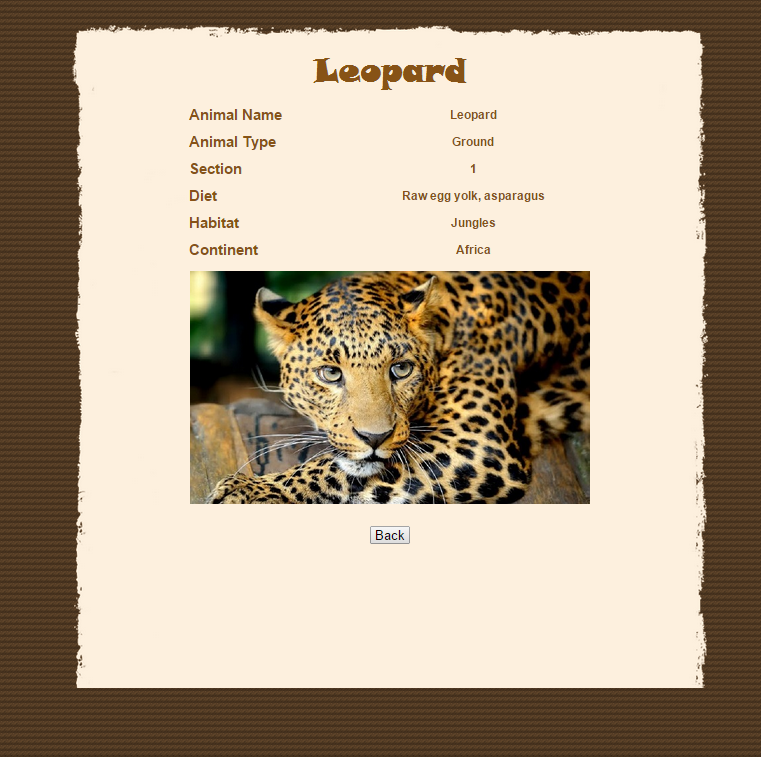 Leopard
Animal Name Leopard
Animal Type Ground
Section 1
Diet Raw egg yolk, asparagus
Habitat Jungles
Continent Africa
Back